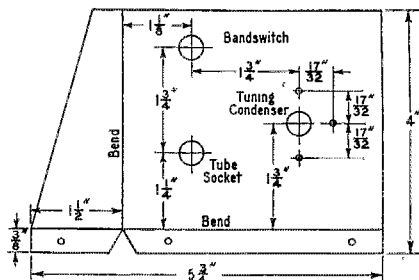 1 1/8"
Bandswitch
1 3/4"
17/32"
1 3/4"
Tuning
Condenser
17/32"
17/32"
4"
Bend
Tube
Socket
1 1/4"
1 3/4"
1 1/2"
Bend
3/8"
5 3/4"